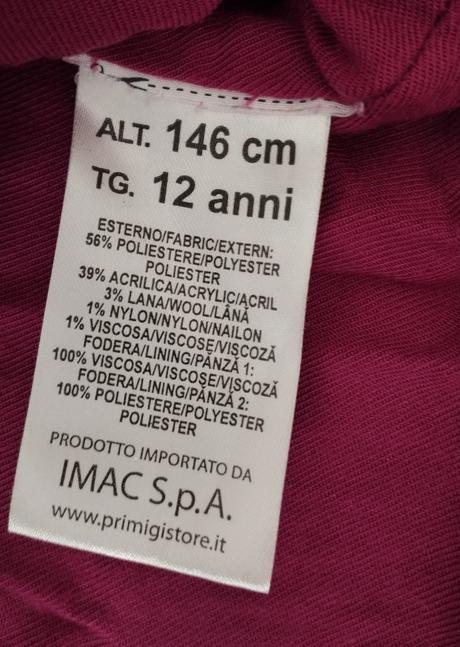 ALT. 146 cm
TG. 12 anni
ESTERNO/FABRIC/EXTERN:
56% POLIESTERE/POLYESTER
POLIESTER
39% ACRILICA/ACRYLIC/ACRIL
3% LANA/WOOL/LÂNĂ
1% NYLON/NYLON/NAILON
1% VISCOSA/VISCOSE/VISCOZĂ
FODERA/LINING/PÂNZĂ 1:
100% VISCOSA/VISCOSE/VISCOZĂ
FODERA/LINING/PÂNZĂ 2:
100% POLIESTERE/POLYESTER
POLIESTER
PRODOTTO IMPORTATO DA
IMAC S.p.A.
www.primigistore.it